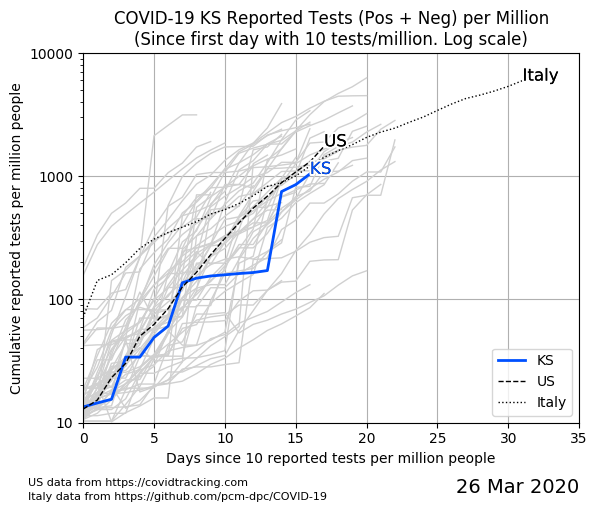 COVID-19 KS Reported Tests (Pos + Neg) per Million
(Since first day with 10 tests/million. Log scale)
Cumulative reported tests per million people
10000
1000
100
10
Italy
US
KS
KS
US
Italy
0 5 10 15 20 25 30 35
Days since 10 reported tests per million people
US data from https://covidtracking.com
Italy data from https://github.com/pcm-dpc/COVID-19
26 Mar 2020